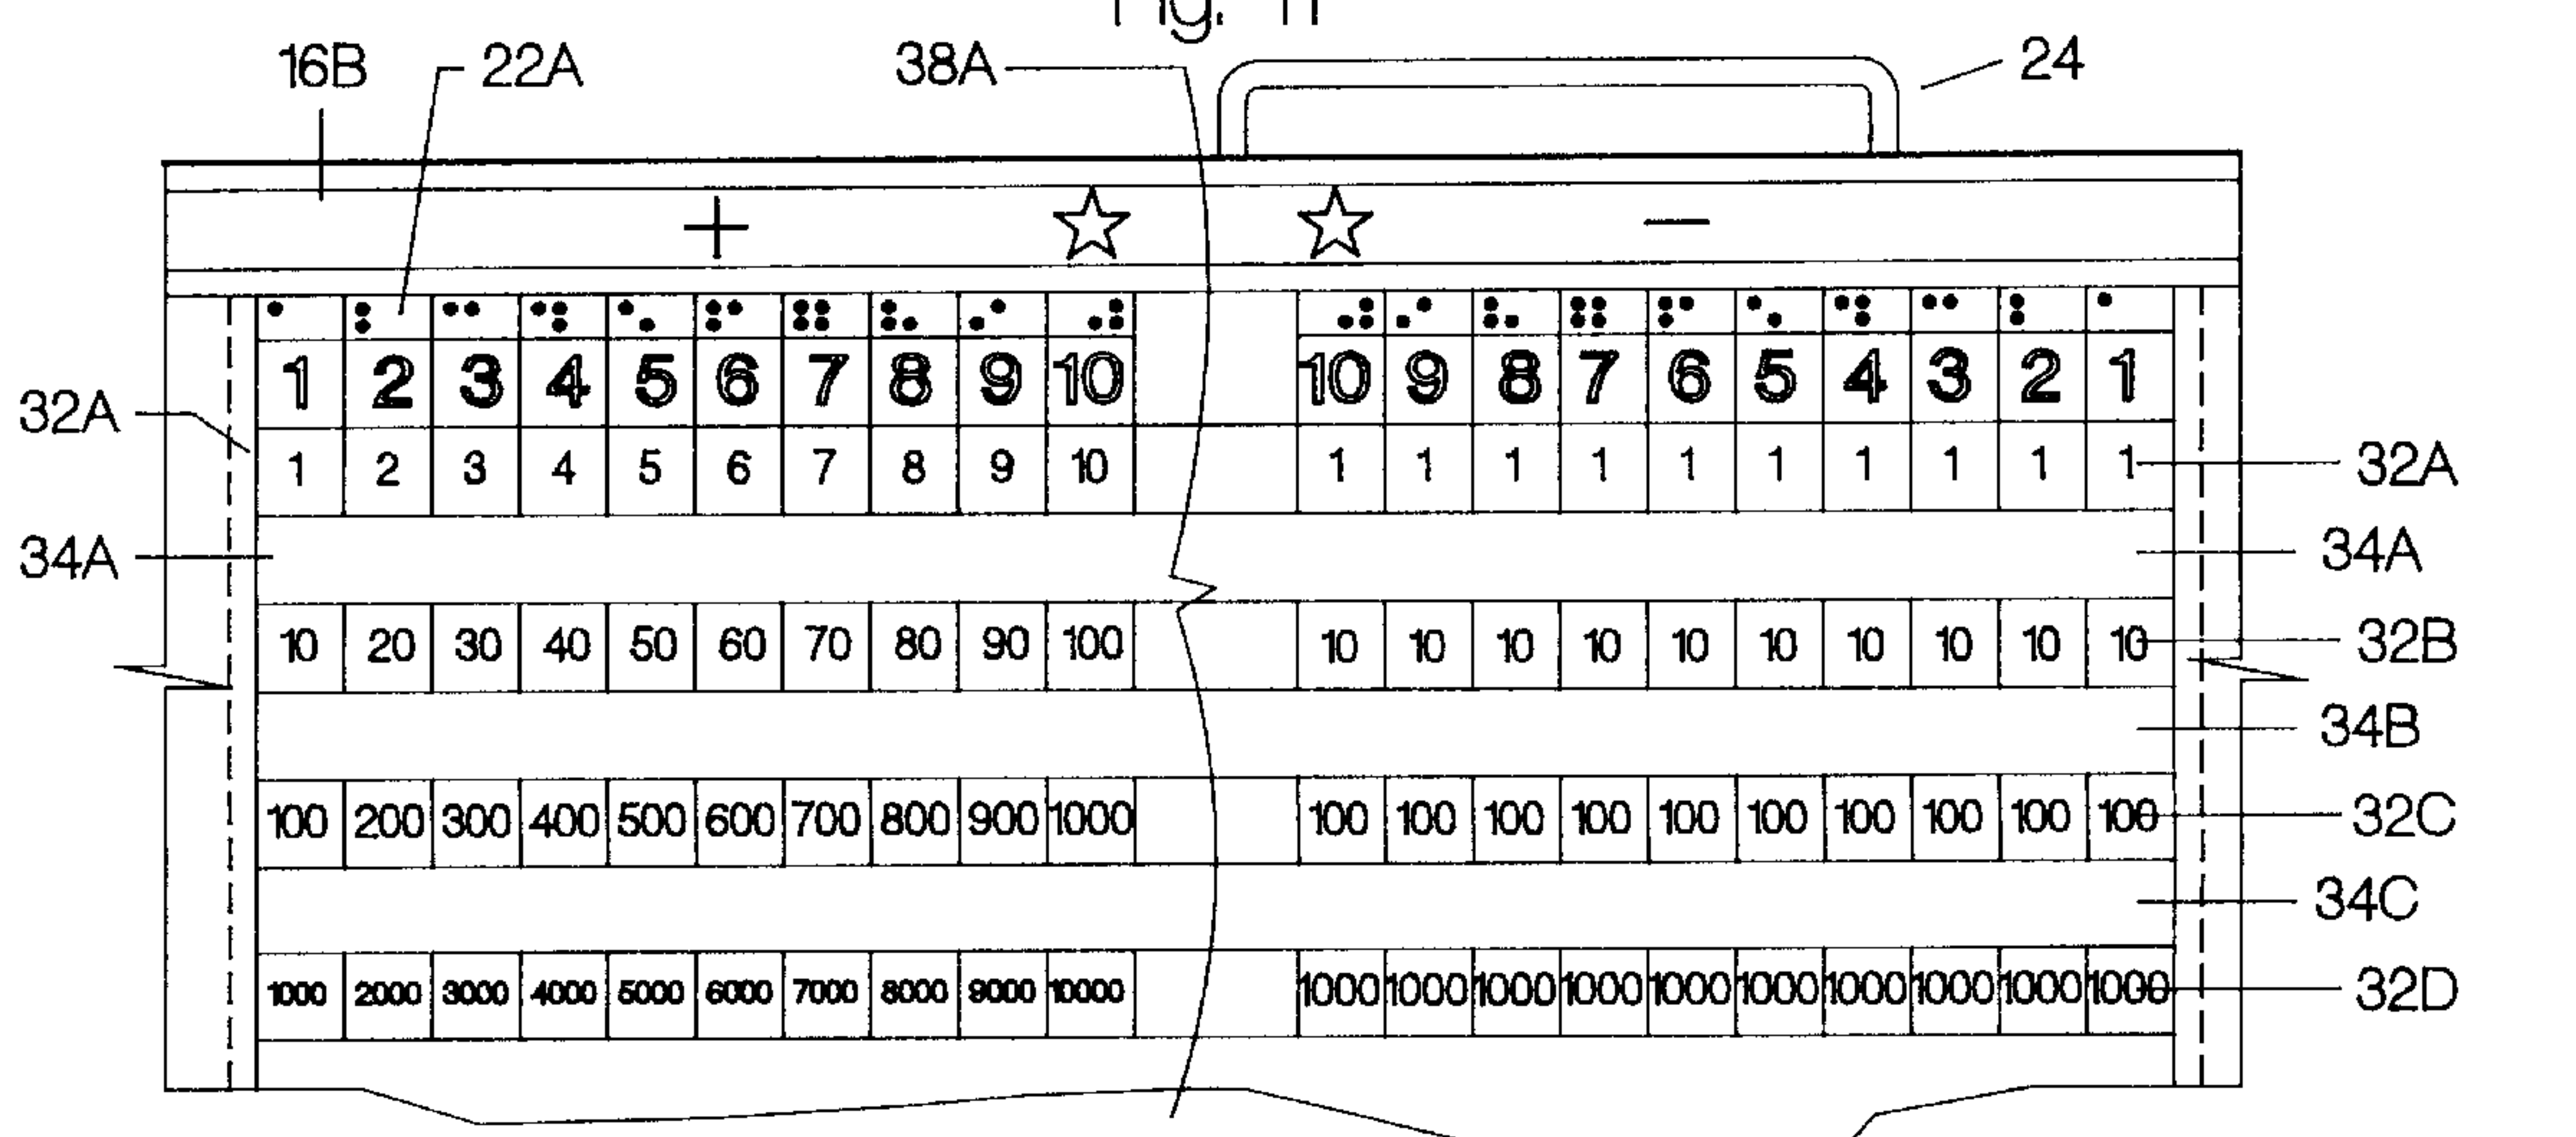 Fig. 11
16B 22A 38A 24
+ ☆ ☆ —
1 2 3 4 5 6 7 8 9 10 10 9 8 7 6 5 4 3 2 1
32A
1 2 3 4 5 6 7 8 9 10 1 1 1 1 1 1 1 1 1 1 32A
34A 34A
10 20 30 40 50 60 70 80 90 100 10 10 10 10 10 10 10 10 10 10 32B
34B
100 200 300 400 500 600 700 800 900 1000 100 100 100 100 100 100 100 100 100 100 32C
34C
1000 2000 3000 4000 5000 6000 7000 8000 9000 10000 1000 1000 1000 1000 1000 1000 1000 1000 1000 1000 32D